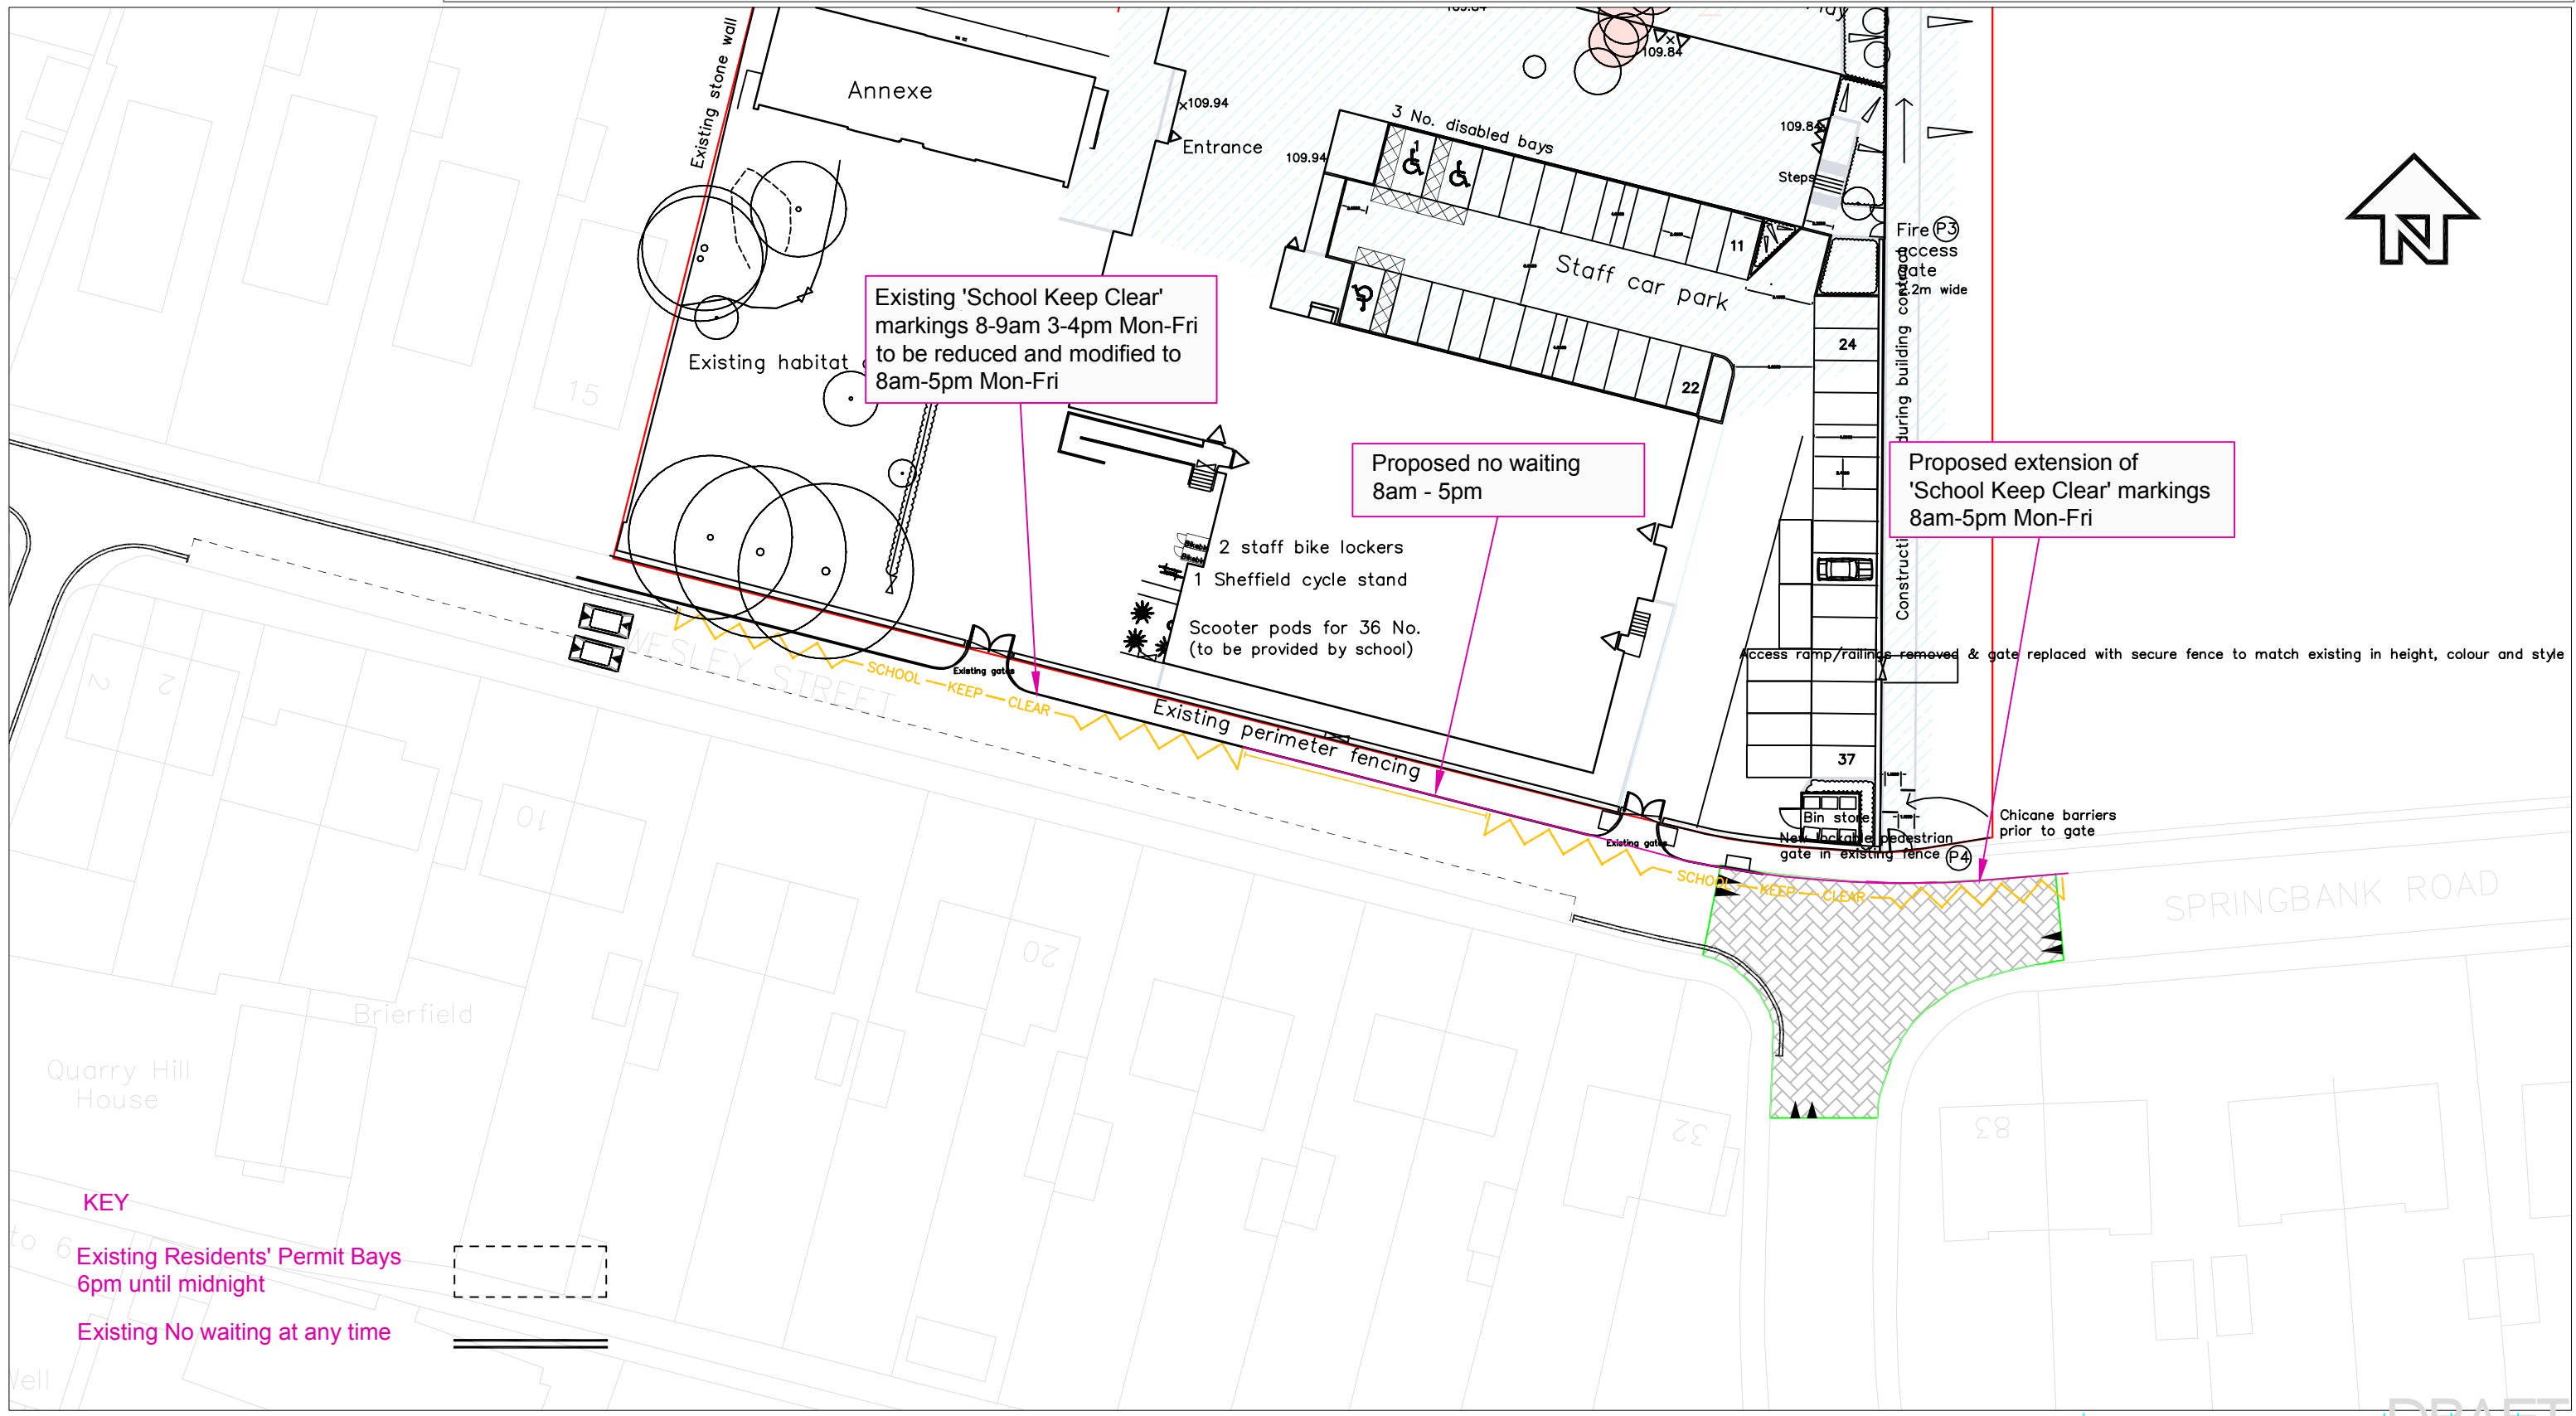 Existing stone wall
Annexe
109.94
Entrance
109.84
3 No. disabled bays
109.94
1
11
Staff car park
22
Steps
Fire P3
access
gate
.2m wide
24
15
Existing 'School Keep Clear'
markings 8-9am 3-4pm Mon-Fri
to be reduced and modified to
8am-5pm Mon-Fri
Existing habitat
Proposed no waiting
8am - 5pm
Proposed extension of
'School Keep Clear' markings
8am-5pm Mon-Fri
during building contract
2 staff bike lockers
1 Sheffield cycle stand
Scooter pods for 36 No.
(to be provided by school)
Access ramp/railings removed & gate replaced with secure fence to match existing in height, colour and style
WESLEY STREET
Existing gates
SCHOOL KEEP CLEAR
Existing perimeter fencing
37
Bin store
Chicane barriers
prior to gate
New lockable pedestrian
gate in existing fence P4
Existing gates
SCHOOL KEEP CLEAR
SPRINGBANK ROAD
2
2
10
20
32
83
Brierfield
Quarry Hill
House
KEY
to 6
Existing Residents' Permit Bays
6pm until midnight
Existing No waiting at any time
DRAFT